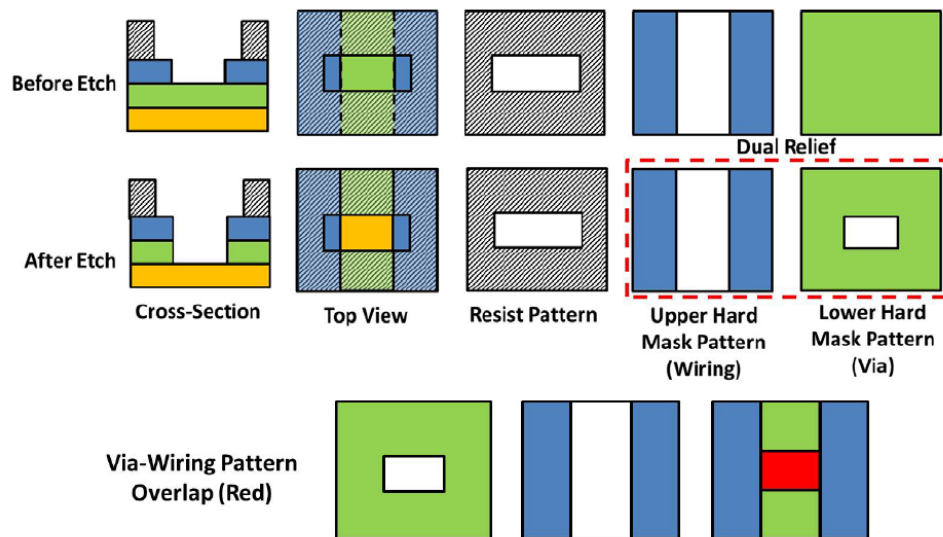 Before Etch
Dual Relief
After Etch
Cross-Section
Top View
Resist Pattern
Upper Hard
Mask Pattern
(Wiring)
Lower Hard
Mask Pattern
(Via)
Via-Wiring Pattern
Overlap (Red)